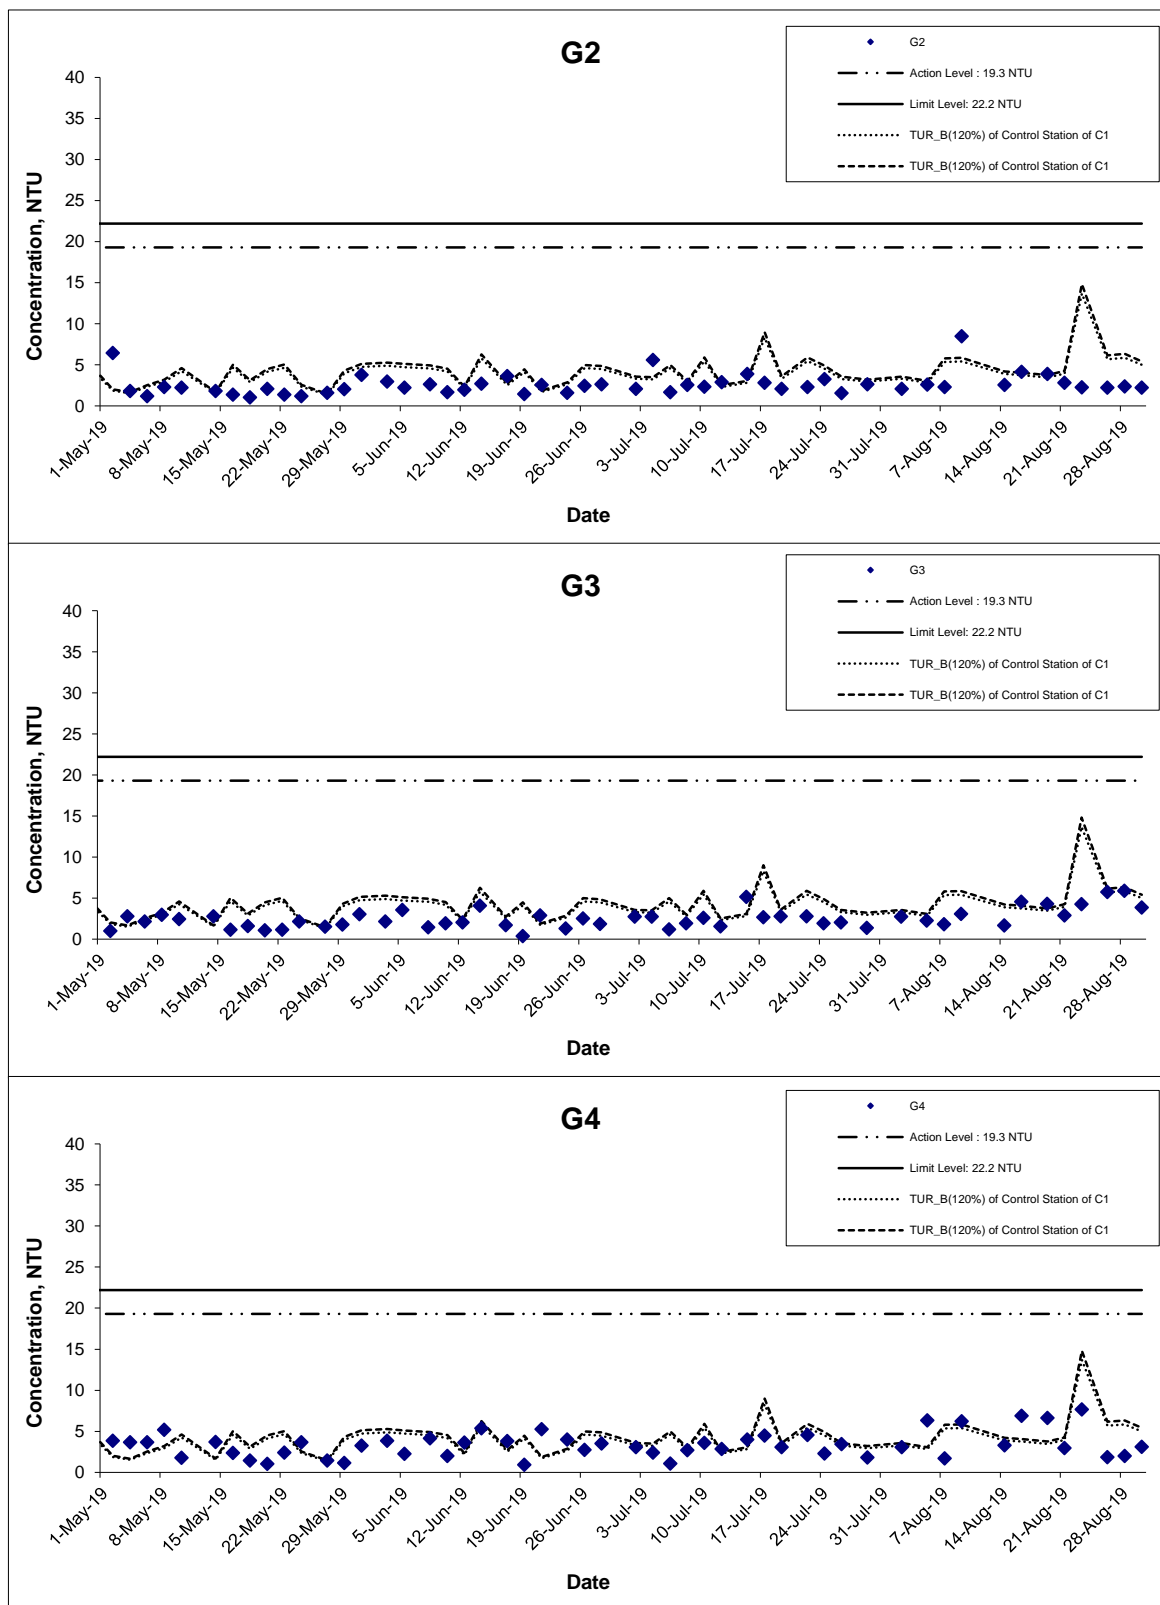 G2
G2
Action Level : 19.3 NTU
Limit Level: 22.2 NTU
TUR_B(120%) of Control Station of C1
TUR_B(120%) of Control Station of C1
Concentration, NTU
40
35
30
25
20
15
10
5
0
1-May-19
8-May-19
15-May-19
22-May-19
29-May-19
5-Jun-19
12-Jun-19
19-Jun-19
26-Jun-19
3-Jul-19
10-Jul-19
17-Jul-19
24-Jul-19
31-Jul-19
7-Aug-19
14-Aug-19
21-Aug-19
28-Aug-19
Date
G3
G3
Action Level : 19.3 NTU
Limit Level: 22.2 NTU
TUR_B(120%) of Control Station of C1
TUR_B(120%) of Control Station of C1
Concentration, NTU
40
35
30
25
20
15
10
5
0
1-May-19
8-May-19
15-May-19
22-May-19
29-May-19
5-Jun-19
12-Jun-19
19-Jun-19
26-Jun-19
3-Jul-19
10-Jul-19
17-Jul-19
24-Jul-19
31-Jul-19
7-Aug-19
14-Aug-19
21-Aug-19
28-Aug-19
Date
G4
G4
Action Level : 19.3 NTU
Limit Level: 22.2 NTU
TUR_B(120%) of Control Station of C1
TUR_B(120%) of Control Station of C1
Concentration, NTU
40
35
30
25
20
15
10
5
0
1-May-19
8-May-19
15-May-19
22-May-19
29-May-19
5-Jun-19
12-Jun-19
19-Jun-19
26-Jun-19
3-Jul-19
10-Jul-19
17-Jul-19
24-Jul-19
31-Jul-19
7-Aug-19
14-Aug-19
21-Aug-19
28-Aug-19
Date